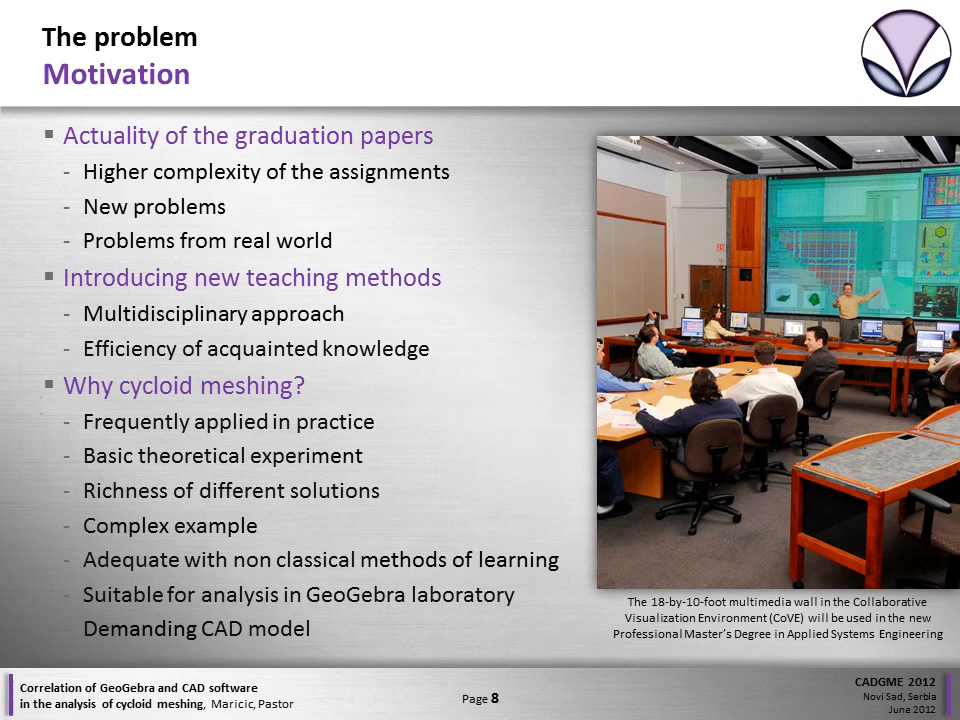 The problem
Motivation
▪ Actuality of the graduation papers
- Higher complexity of the assignments
- New problems
- Problems from real world
▪ Introducing new teaching methods
- Multidisciplinary approach
- Efficiency of acquainted knowledge
▪ Why cycloid meshing?
- Frequently applied in practice
- Basic theoretical experiment
- Richness of different solutions
- Complex example
- Adequate with non classical methods of learning
- Suitable for analysis in GeoGebra laboratory
- Demanding CAD model
EXIT
The 18-by-10-foot multimedia wall in the Collaborative
Visualization Environment (CoVE) will be used in the new
Professional Master's Degree in Applied Systems Engineering
Correlation of GeoGebra and CAD software
in the analysis of cycloid meshing, Maricic, Pastor
Page 8
CADGME 2012
Novi Sad, Serbia
June 2012